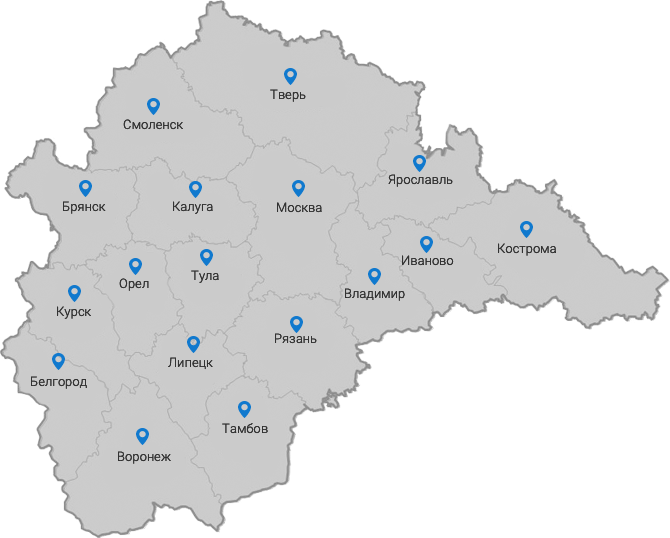 Тверь
Смоленск
Ярославль
Брянск
Калуга
Москва
Кострома
Иваново
Тула
Орел
Владимир
Курск
Рязань
Липецк
Белгород
Тамбов
Воронеж